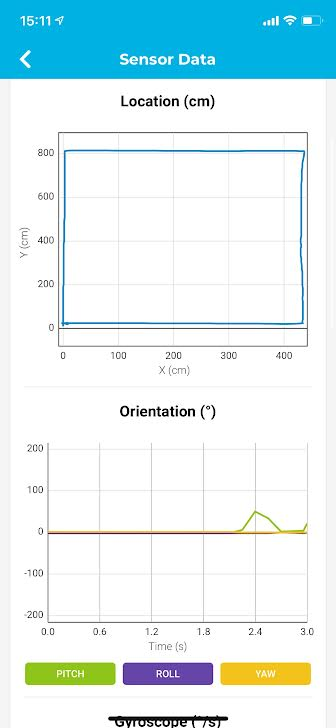 15:11
Sensor Data
Location (cm)
800
600
400
200
0
Y (cm)
0 100 200 300 400
X (cm)
Orientation (°)
200
100
0
-100
-200
0.0 0.6 1.2 1.8 2.4 3.0
Time (s)
PITCH ROLL YAW
Gyroscope (°/s)